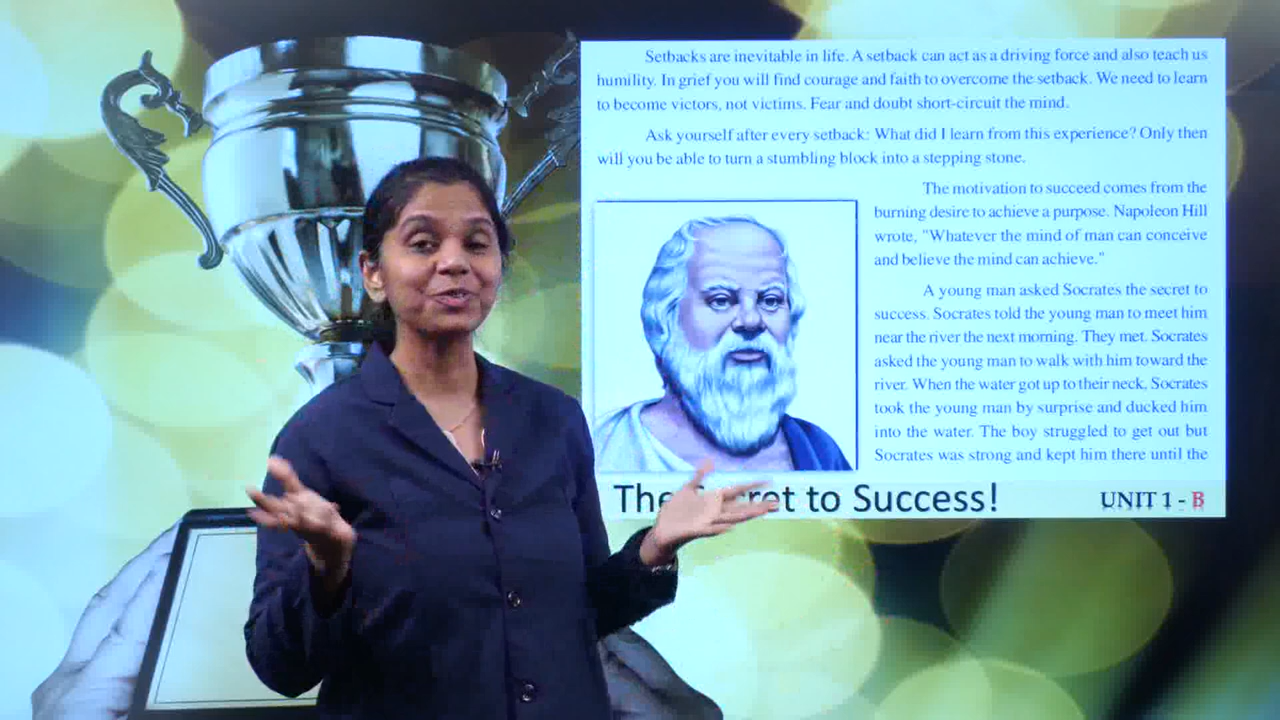 Setbacks are inevitable in life. A setback can act as a driving force and also teach us
humility. In grief you will find courage and faith to overcome the setback. We need to learn
to become victors, not victims. Fear and doubt short-circuit the mind.
Ask yourself after every setback: What did I learn from this experience? Only then
will you be able to turn a stumbling block into a stepping stone.
The motivation to succeed comes from the
burning desire to achieve a purpose. Napoleon Hill
wrote, "Whatever the mind of man can conceive
and believe the mind can achieve."
A young man asked Socrates the secret to
success. Socrates told the young man to meet him
near the river the next morning. They met. Socrates
asked the young man to walk with him toward the
river. When the water got up to their neck, Socrates
took the young man by surprise and ducked him
into the water. The boy struggled to get out but
Socrates was strong and kept him there until the
The Secret to Success!
UNIT 1 - B